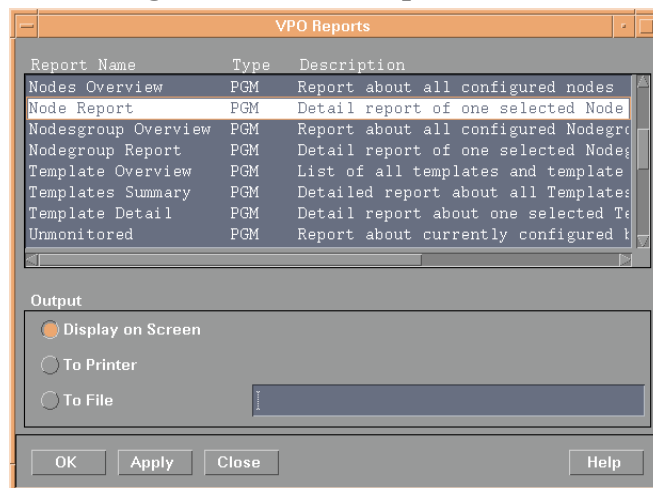 VPO Reports
Report Name Type Description
Nodes Overview PGM Report about all configured nodes
Node Report PGM Detail report of one selected Node
Nodesgroup Overview PGM Report about all configured Nodegro
Nodegroup Report PGM Detail report of one selected Nodeg
Template Overview PGM List of all templates and template
Templates Summary PGM Detailed report about all Templates
Template Detail PGM Detail report about one selected Te
Unmonitored PGM Report about currently configured
Output
Display on Screen
To Printer
To File
OK Apply Close Help